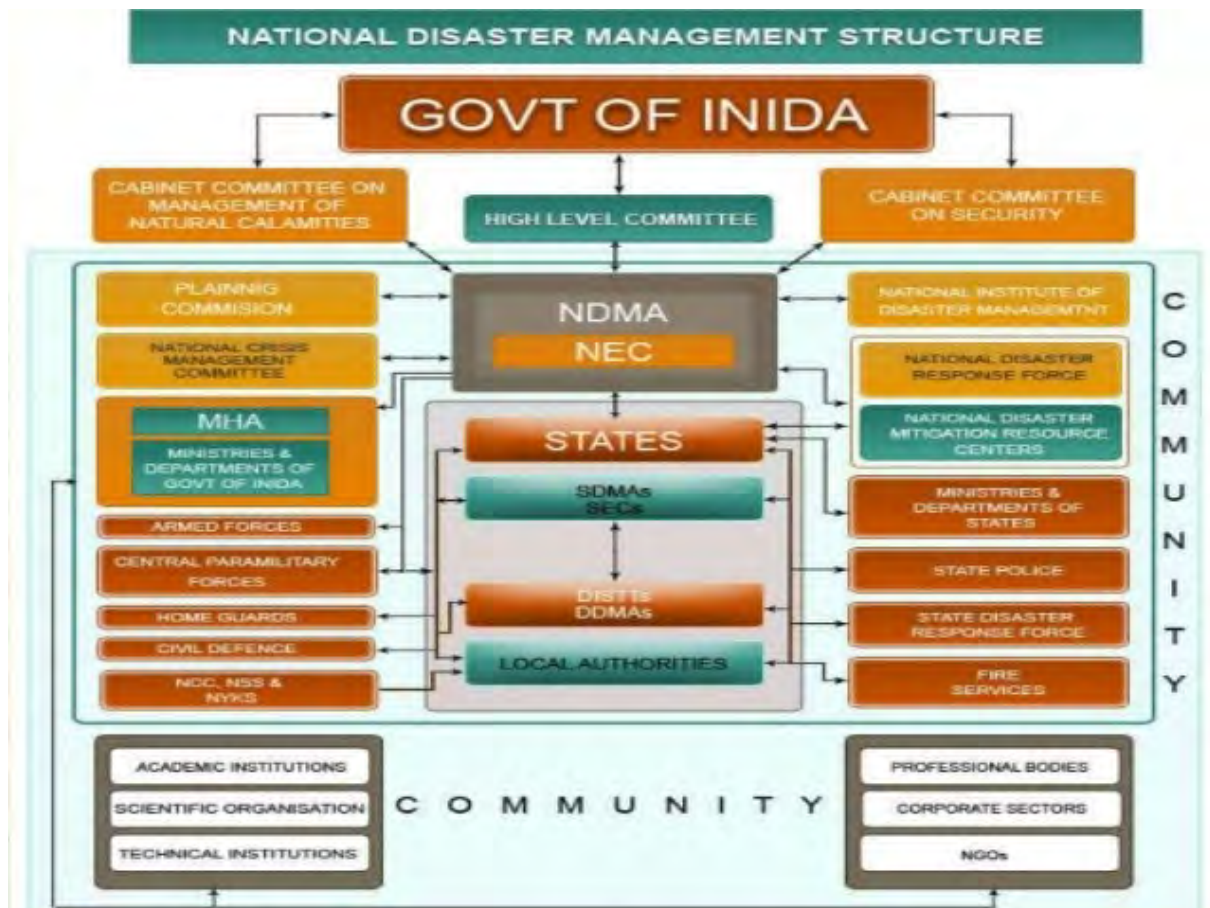 NATIONAL DISASTER MANAGEMENT STRUCTURE
GOVT OF INIDA
CABINET COMMITTEE ON
MANAGEMENT OF
NATURAL CALAMITIES
HIGH LEVEL COMMITTEE
CABINET COMMITTEE
ON SECURITY
PLAINNIG
COMMISION
NATIONAL CRISIS
MANAGEMENT
COMMITTEE
MHA
MINISTRIES &
DEPARTMENTS OF
GOVT OF INIDA
ARMED FORCES
CENTRAL PARAMILITARY
FORCES
HOME GUARDS
CIVIL DEFENCE
NCC, NSS &
NYKS
NDMA
NEC
STATES
SDMAs
SECs
DISTTs
DDMAs
LOCAL AUTHORITIES
NATIONAL INSTITUTE OF
DISASTER MANAGEMTNT
NATIONAL DISASTER
RESPONSE FORCE
NATIONAL DISASTER
MITIGATION RESOURCE
CENTERS
MINISTRIES &
DEPARTMENTS OF
STATES
STATE POLICE
STATE DISASTER
RESPONSE FORCE
FIRE
SERVICES
COMMUNITY
ACADEMIC INSTITUTIONS
SCIENTIFIC ORGANISATION
TECHNICAL INSTITUTIONS
COMMUNITY
PROFESSIONAL BODIES
CORPORATE SECTORS
NGOs